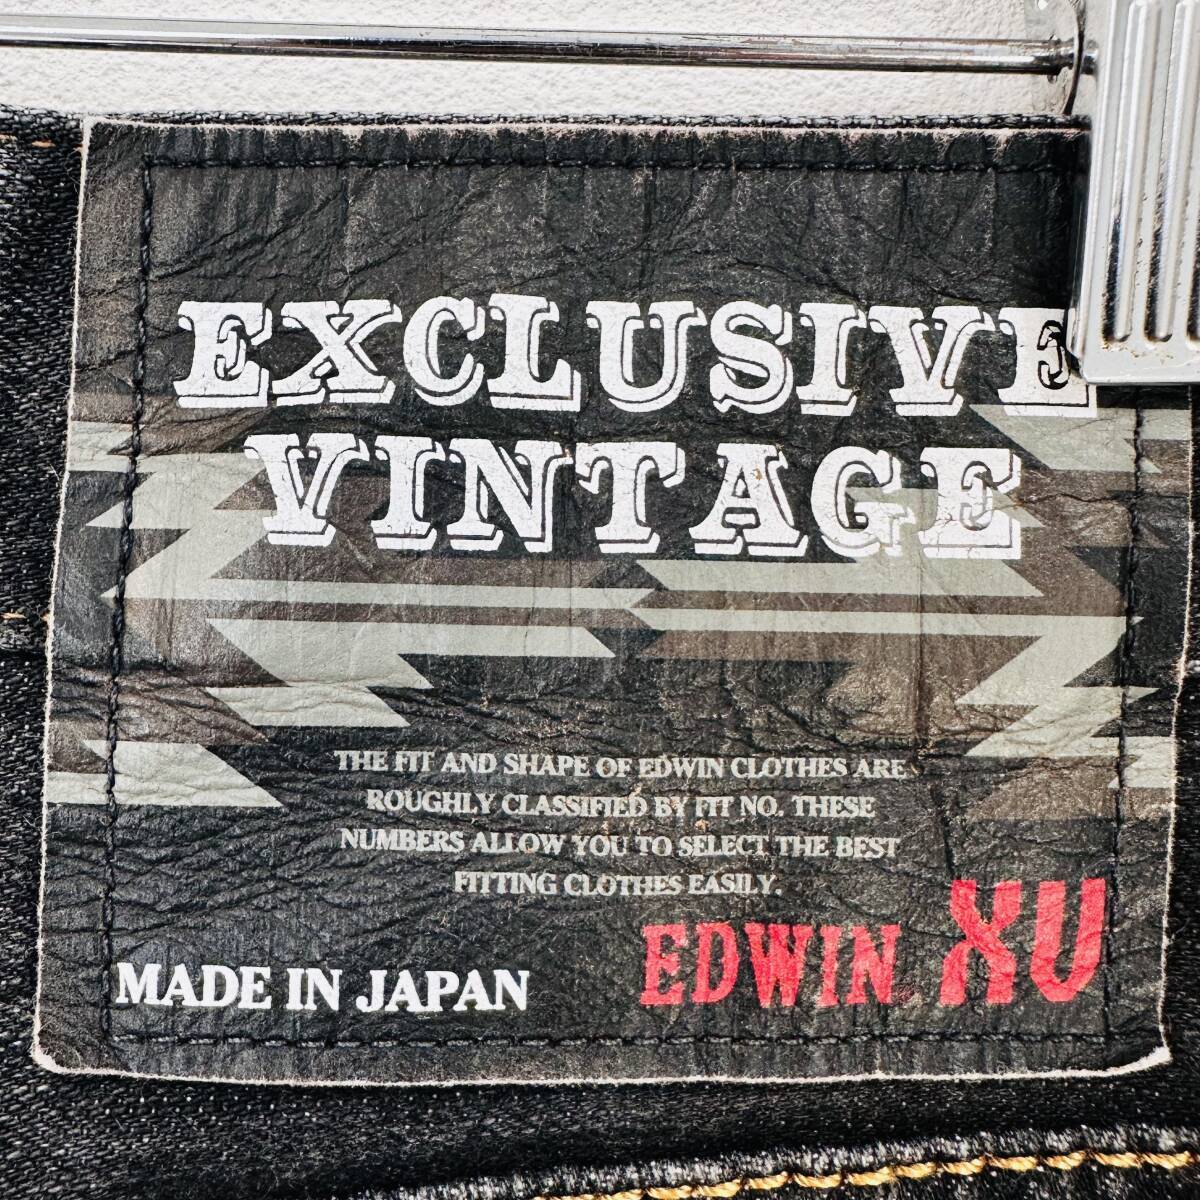 EXCLUSIVE
VINTAGE
THE FIT AND SHAPE OF EDWIN CLOTHES ARE
ROUGHLY CLASSIFIED BY FIT NO. THESE
NUMBERS ALLOW YOU TO SELECT THE BEST
FITTING CLOTHES EASILY.
MADE IN JAPAN
EDWIN XV